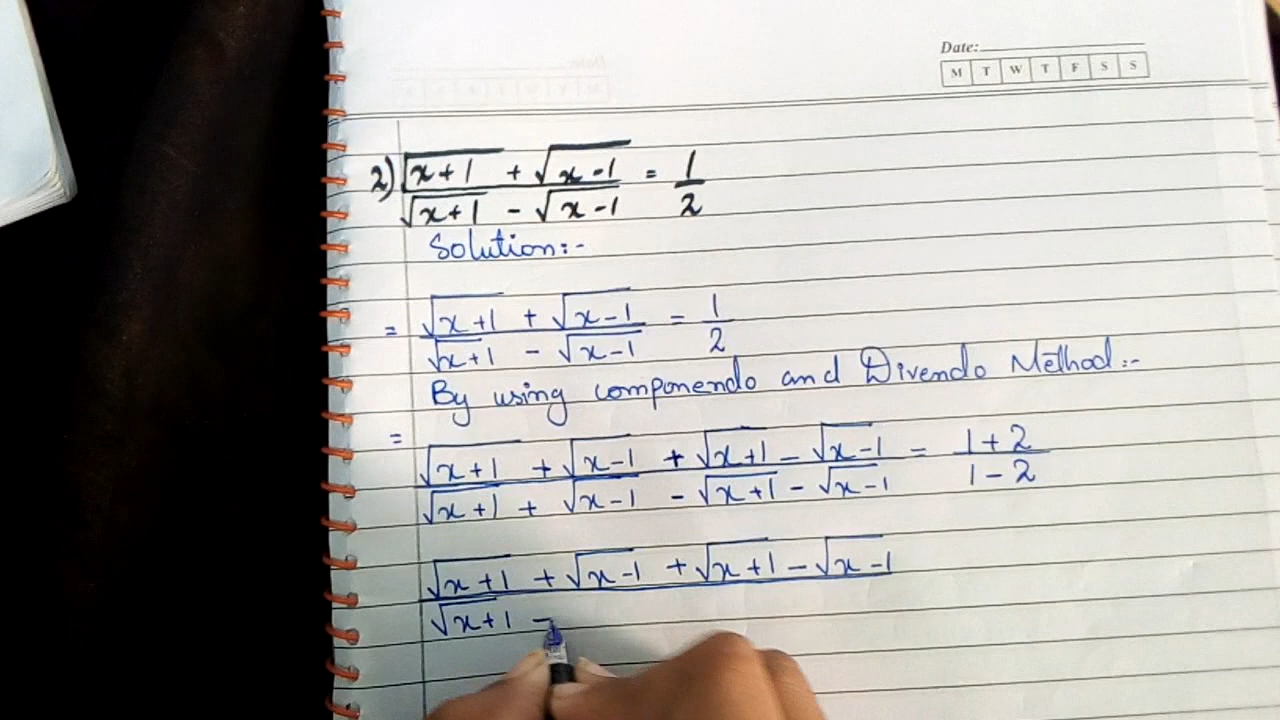 Date:
M T W T F S S
2) √x+1 + √x-1 = 1
√x+1 - √x-1 2
Solution:-
= √x+1 + √x-1 = 1
√x+1 - √x-1 2
By using componendo and Divendo Method:-
= √x+1 + √x-1 + √x+1 - √x-1 = 1+2
√x+1 + √x-1 - √x+1 - √x-1 1-2
√x+1 + √x-1 + √x+1 - √x-1
√x+1 -